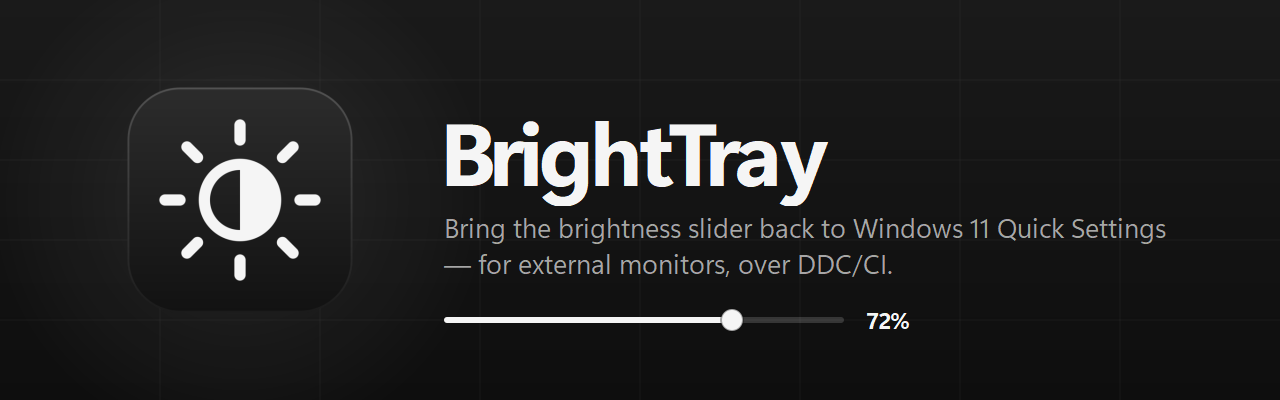 BrightTray
Bring the brightness slider back to Windows 11 Quick Settings
— for external monitors, over DDC/CI.
72%